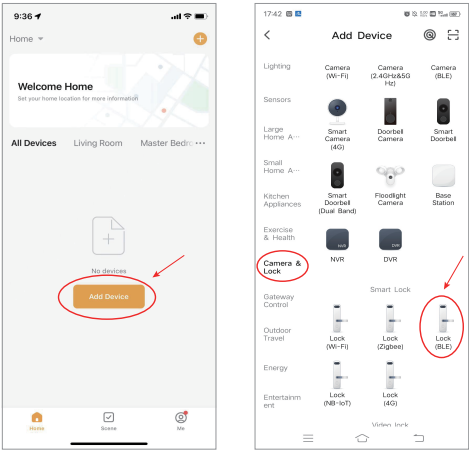 9:36
Home
Welcome Home
Set your home location for more information
All Devices Living Room Master Bedro ···
No devices
Add Device
Home Scene Me
17:42
Add Device
Lighting
Sensors
Large
Home A···
Small
Home A···
Kitchen
Appliances
Exercise
& Health
Camera &
Lock
Gateway
Control
Outdoor
Travel
Energy
Entertainm
ent
Camera
(Wi-Fi)
Camera
(2.4GHz&5G
Hz)
Camera
(BLE)
Smart
Camera
(4G)
Doorbell
Camera
Smart
Doorbell
Smart
Doorbell
(Dual Band)
Floodlight
Camera
Base
Station
NVR
NVR
DVR
DVR
Smart Lock
Lock
(Wi-Fi)
Lock
(Zigbee)
Lock
(BLE)
Lock
(NB-IoT)
Lock
(4G)
Video lock